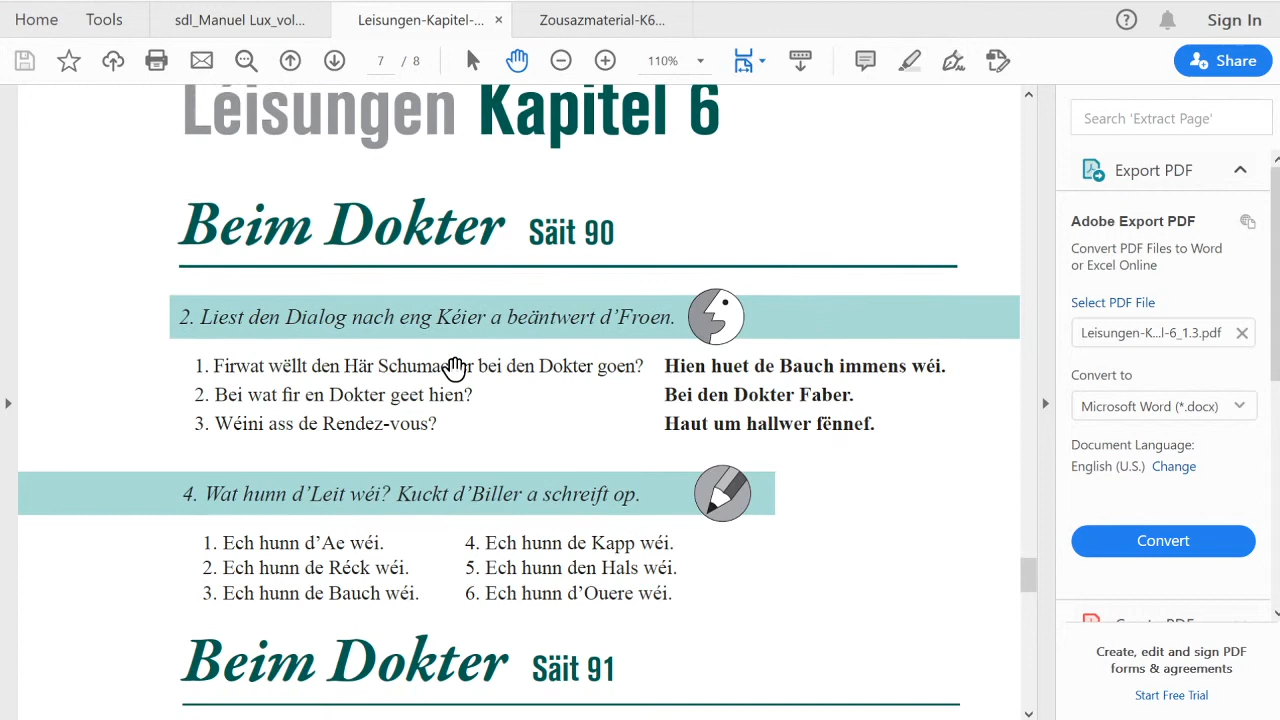 Home Tools sdl_Manuel Lux_vol... Leisungen-Kapitel-... × Zousazmaterial-K6... ? Sign In
7 / 8 110% Share
Leisungen Kapitel 6
Beim Dokter Säit 90
2. Liest den Dialog nach eng Kéier a beäntwert d'Froen.
1. Firwat wëllt den Här Schumacher bei den Dokter goen? Hien huet de Bauch immens wéi.
2. Bei wat fir en Dokter geet hien? Bei den Dokter Faber.
3. Wéini ass de Rendez-vous? Haut um hallwer fënnef.
4. Wat hunn d'Leit wéi? Kuckt d'Biller a schreift op.
1. Ech hunn d'Ae wéi. 4. Ech hunn de Kapp wéi.
2. Ech hunn de Réck wéi. 5. Ech hunn den Hals wéi.
3. Ech hunn de Bauch wéi. 6. Ech hunn d'Ouere wéi.
Beim Dokter Säit 91
Search 'Extract Page'
Export PDF
Adobe Export PDF
Convert PDF Files to Word
or Excel Online
Select PDF File
Leisungen-K...l-6_1.3.pdf
Convert to
Microsoft Word (*.docx)
Document Language:
English (U.S.) Change
Convert
Create, edit and sign PDF
forms & agreements
Start Free Trial